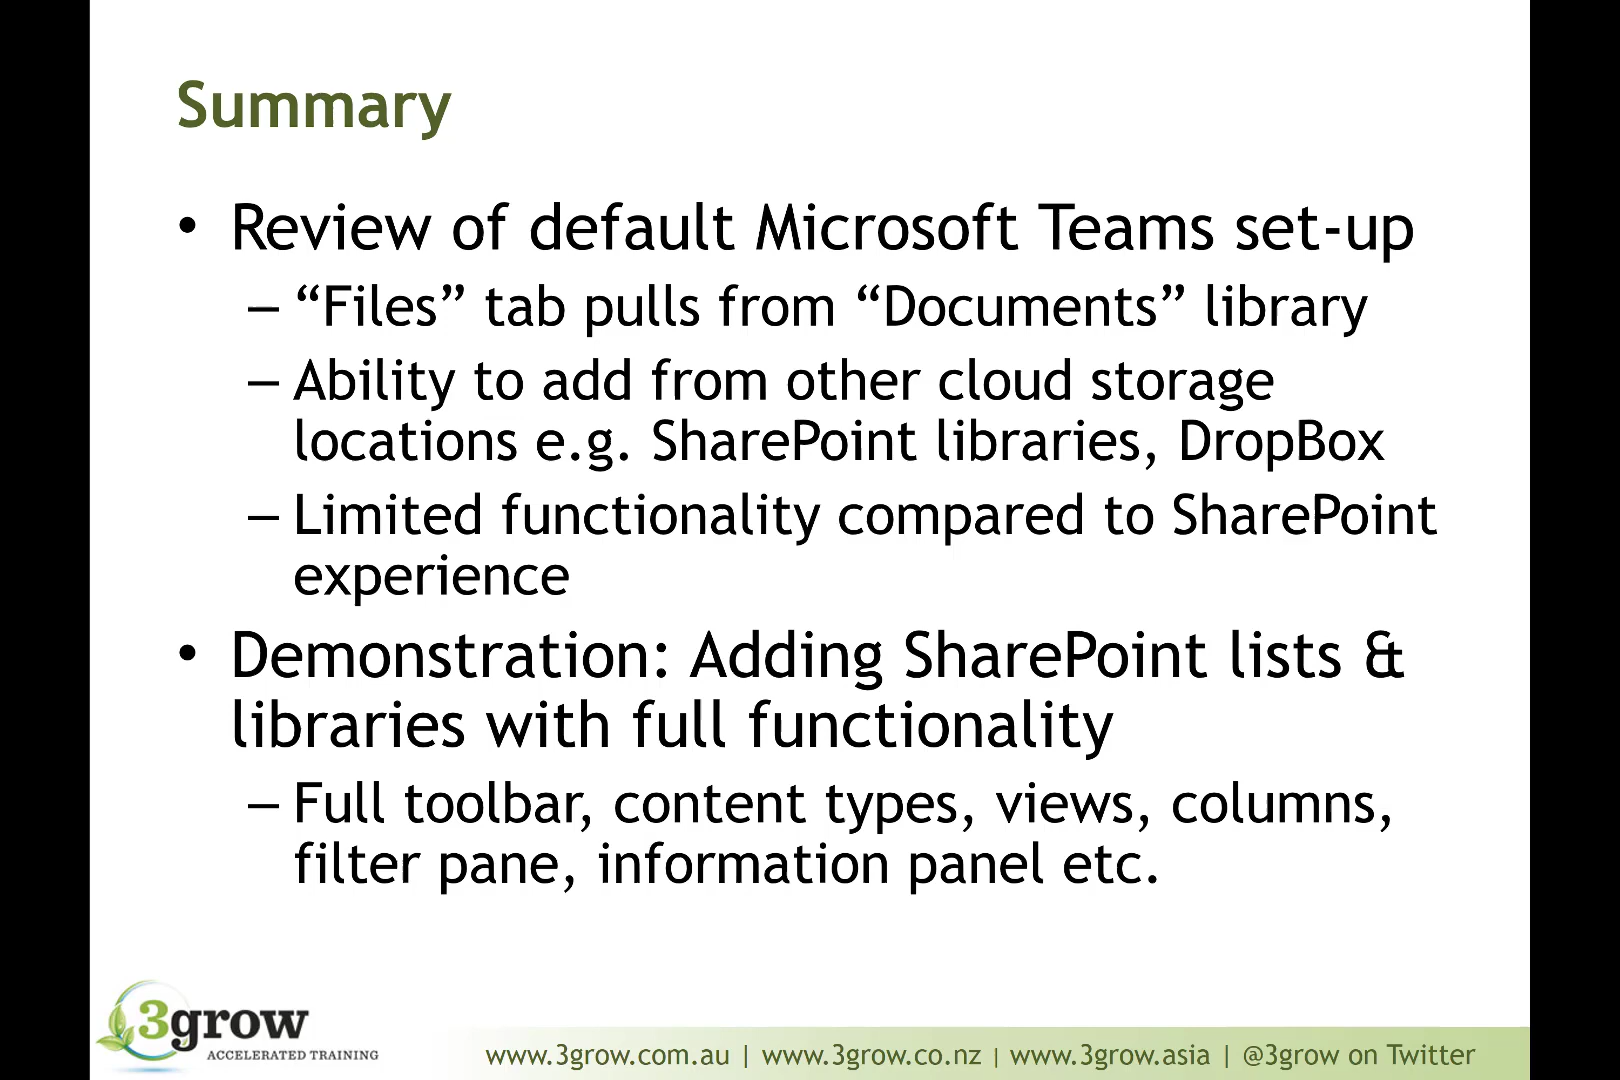 Summary
• Review of default Microsoft Teams set-up
– “Files” tab pulls from “Documents” library
– Ability to add from other cloud storage
locations e.g. SharePoint libraries, DropBox
– Limited functionality compared to SharePoint
experience
• Demonstration: Adding SharePoint lists &
libraries with full functionality
– Full toolbar, content types, views, columns,
filter pane, information panel etc.
3grow
ACCELERATED TRAINING
www.3grow.com.au | www.3grow.co.nz | www.3grow.asia | @3grow on Twitter